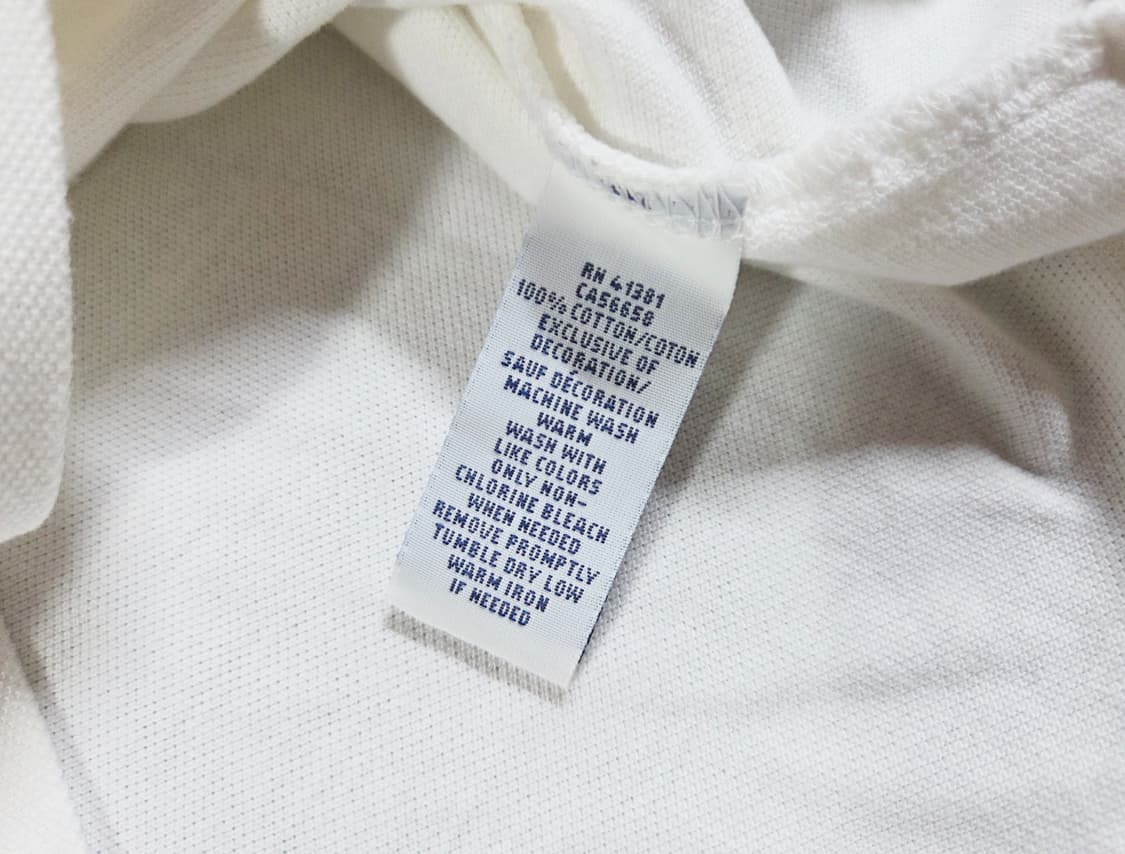 RN 41381
CA56658
100% COTTON/COTON
EXCLUSIVE OF
DECORATION/
SAUF DÉCORATION
MACHINE WASH
WARM
WASH WITH
LIKE COLORS
ONLY NON-
CHLORINE BLEACH
WHEN NEEDED
REMOVE PROMPTLY
TUMBLE DRY LOW
WARM IRON
IF NEEDED